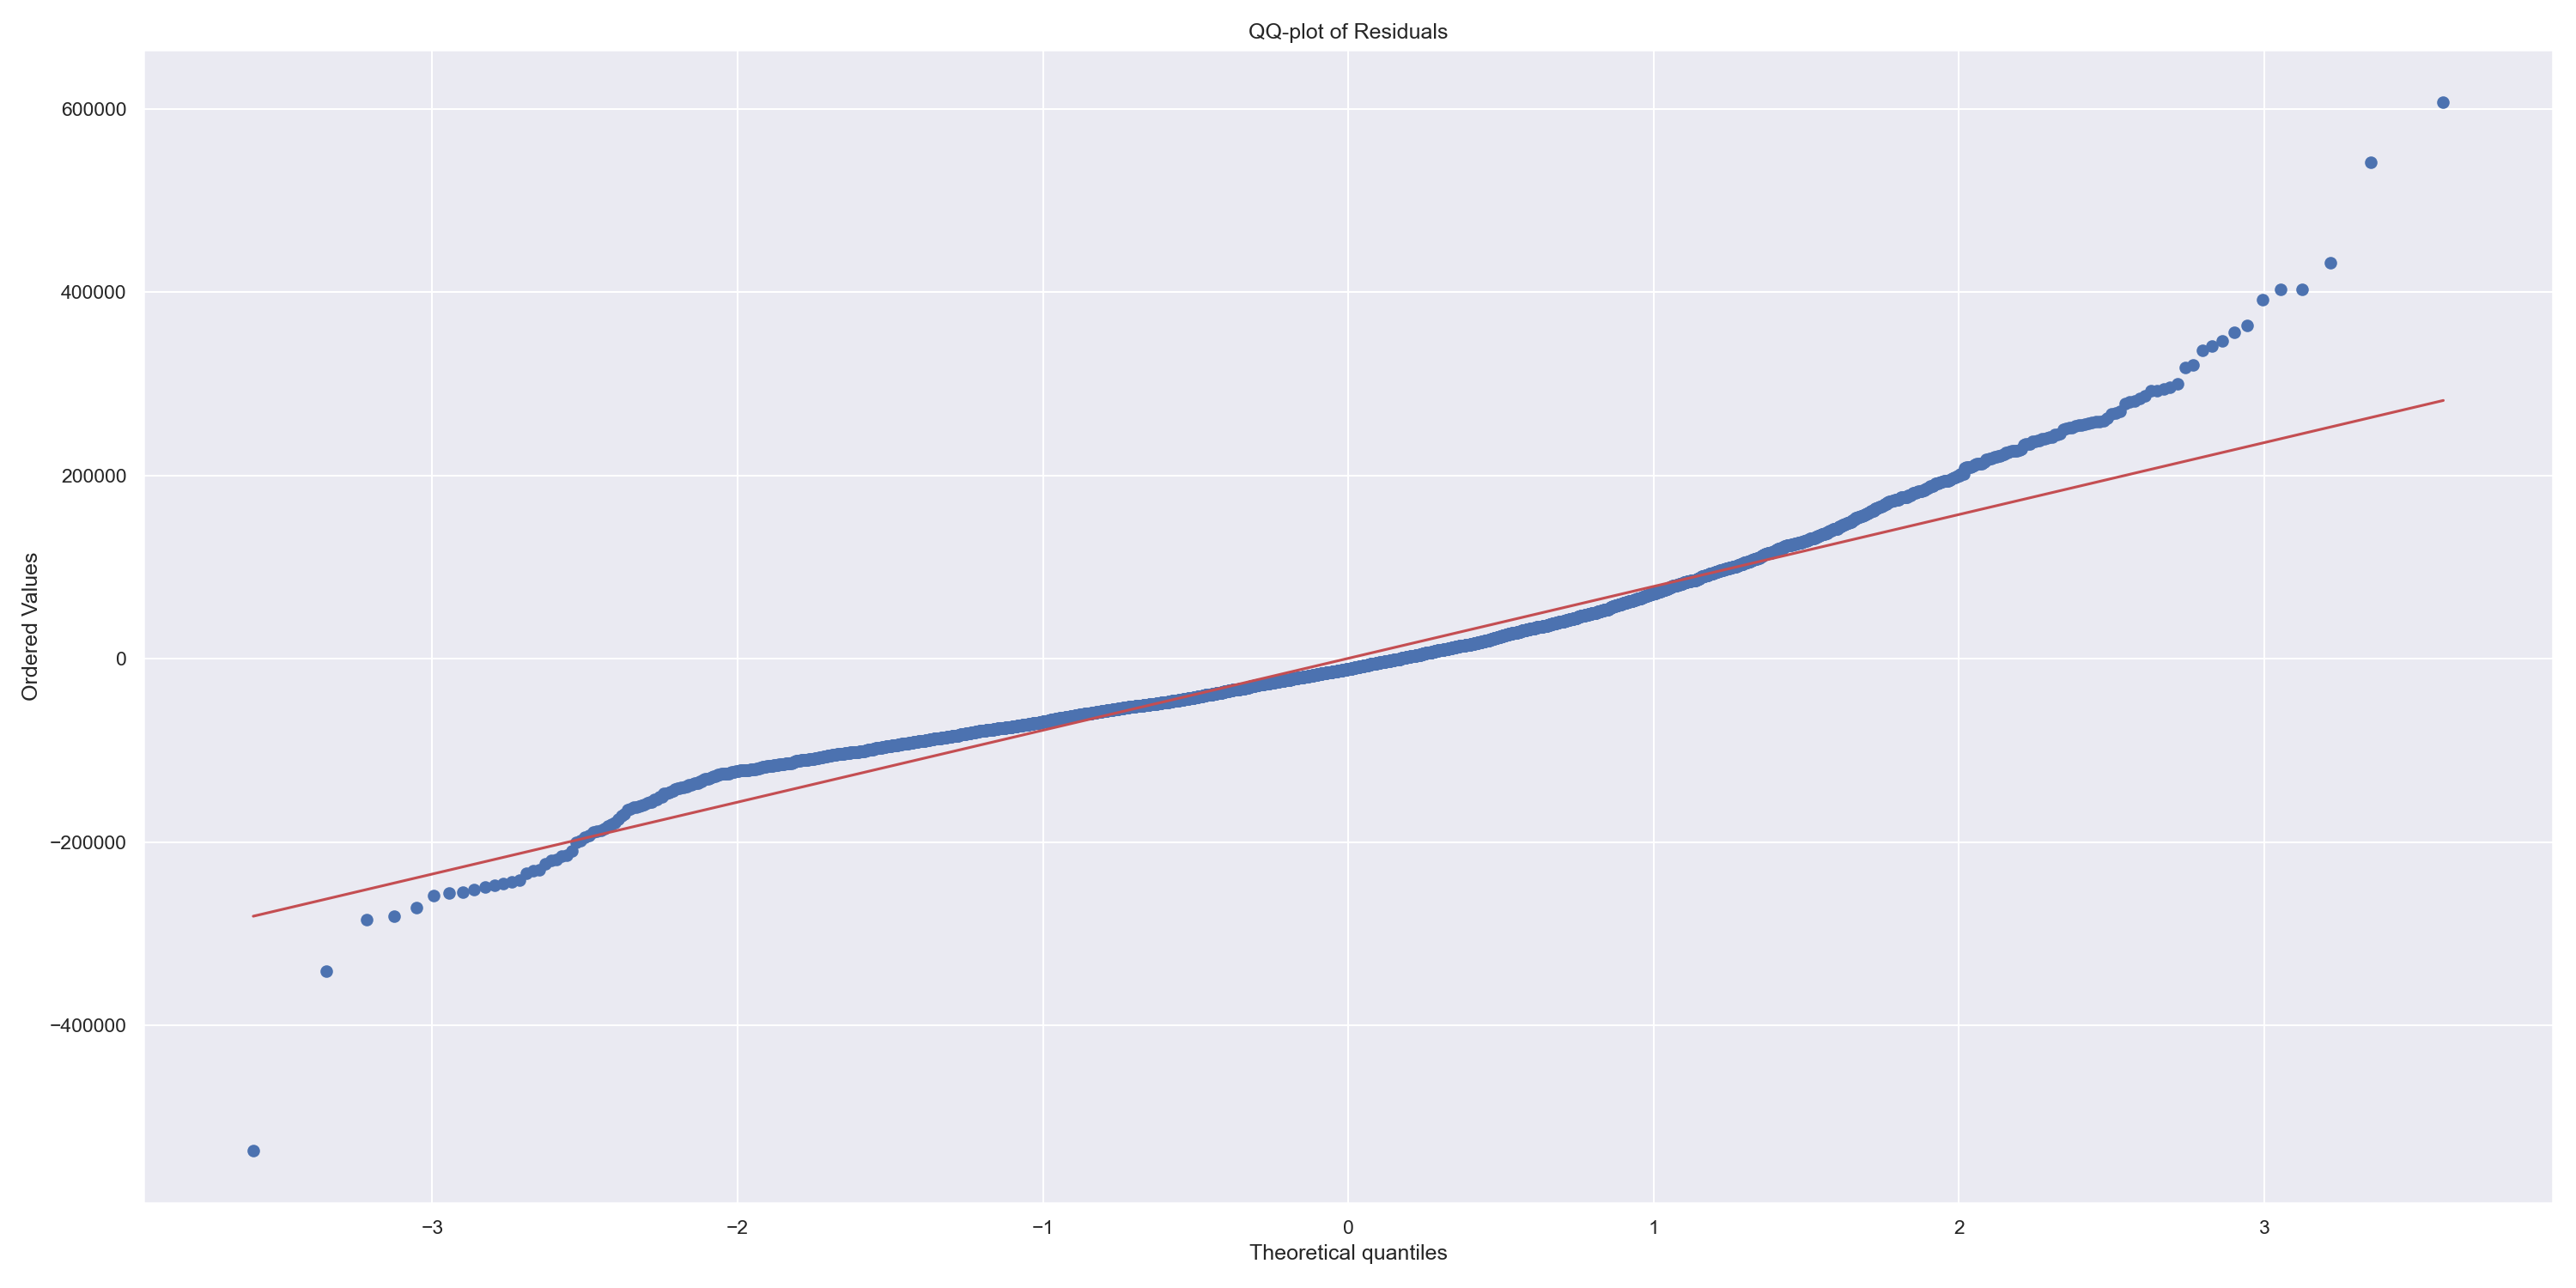 QQ-plot of Residuals
600000
400000
200000
0
−200000
−400000
Ordered Values
−3 −2 −1 0 1 2 3
Theoretical quantiles